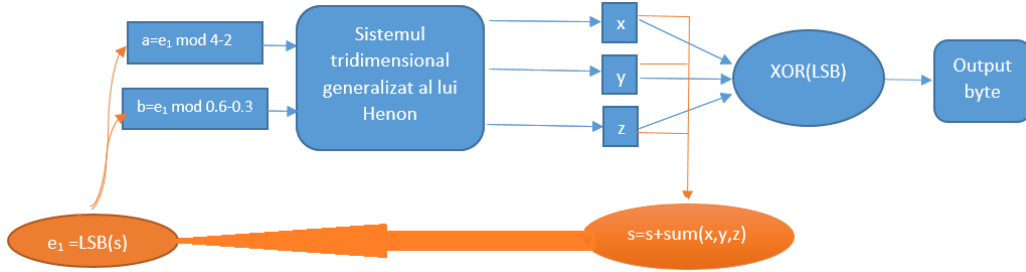 a=e₁ mod 4-2
b=e₁ mod 0.6-0.3
Sistemul
tridimensional
generalizat al lui
Henon
x
y
z
XOR(LSB)
Output
byte
e₁ =LSB(s)
s=s+sum(x,y,z)